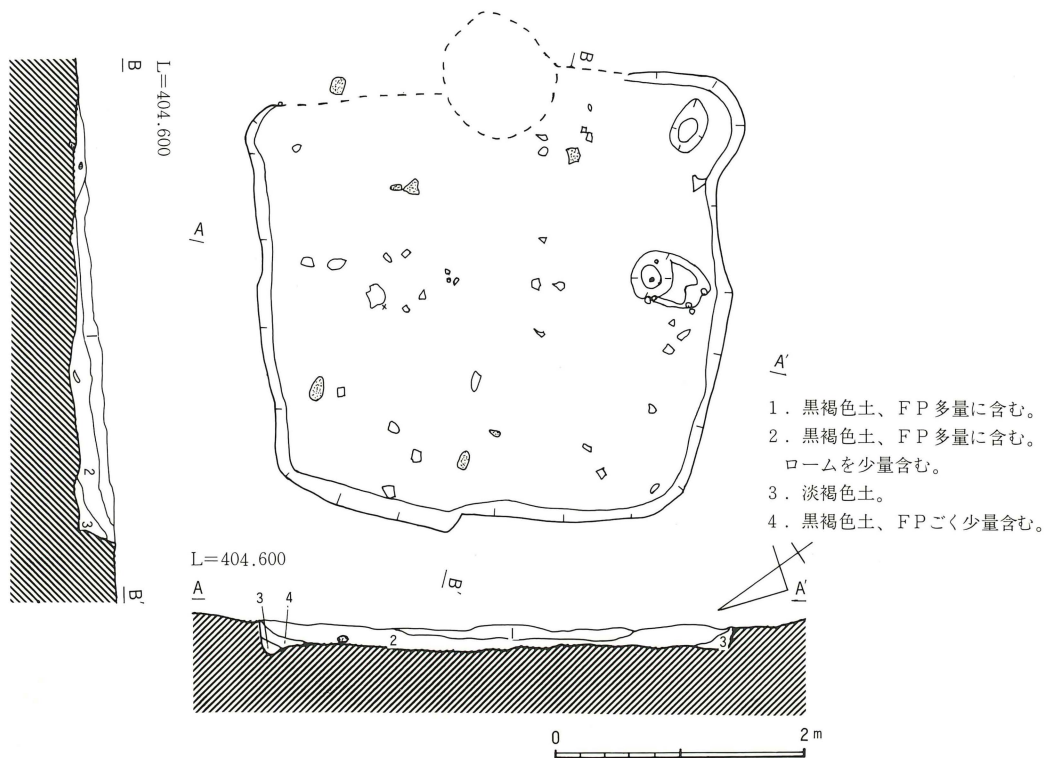 B
L=404.600
B
A
A'
1．黒褐色土、ＦＰ多量に含む。
2．黒褐色土、ＦＰ多量に含む。
ロームを少量含む。
3．淡褐色土。
4．黒褐色土、ＦＰごく少量含む。
1
2
3
B'
L=404.600
B'
A
A'
3
4
2
1
3
0
2 m